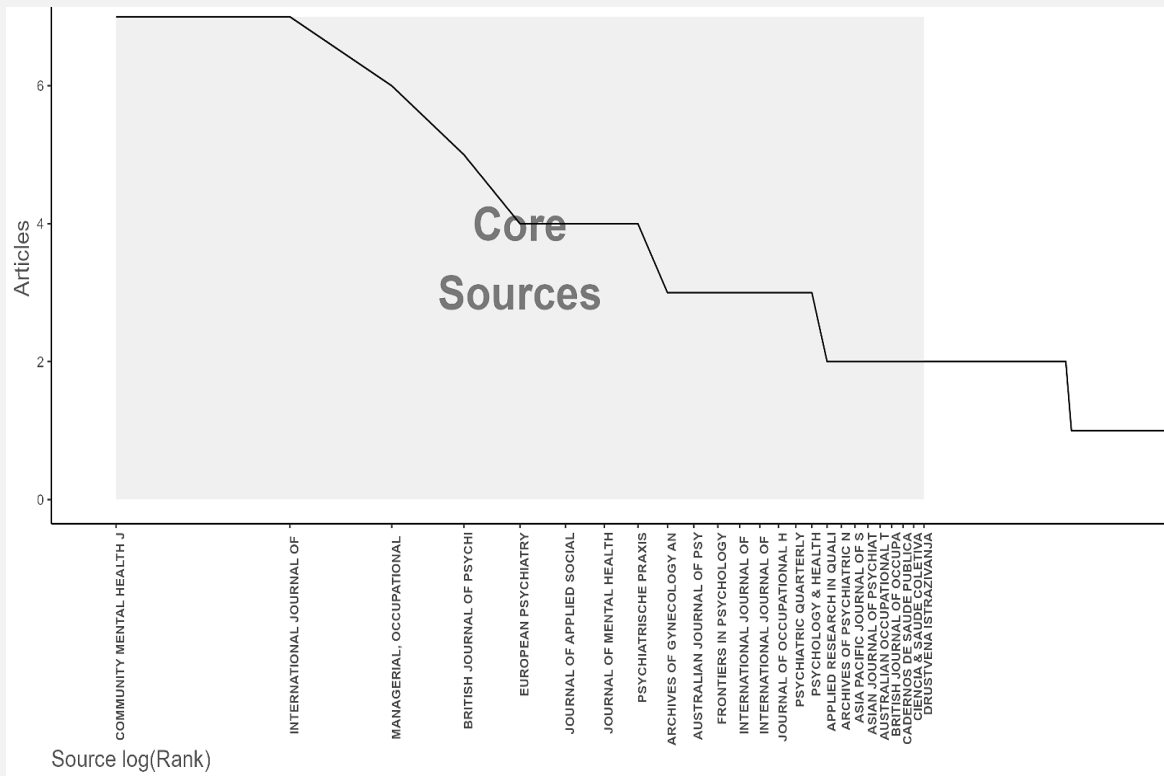 Articles
6
4
2
0
Core
Sources
COMMUNITY MENTAL HEALTH J
INTERNATIONAL JOURNAL OF
MANAGERIAL, OCCUPATIONAL
BRITISH JOURNAL OF PSYCHI
EUROPEAN PSYCHIATRY
JOURNAL OF APPLIED SOCIAL
JOURNAL OF MENTAL HEALTH
PSYCHIATRISCHE PRAXIS
ARCHIVES OF GYNECOLOGY AN
AUSTRALIAN JOURNAL OF PSY
FRONTIERS IN PSYCHOLOGY
INTERNATIONAL JOURNAL OF
INTERNATIONAL JOURNAL OF
JOURNAL OF OCCUPATIONAL H
PSYCHIATRIC QUARTERLY
PSYCHOLOGY & HEALTH
APPLIED RESEARCH IN QUALI
ARCHIVES OF PSYCHIATRIC N
ASIA PACIFIC JOURNAL OF S
ASIAN JOURNAL OF PSYCHIAT
AUSTRALIAN OCCUPATIONAL T
BRITISH JOURNAL OF OCCUPA
CADERNOS DE SAUDE PUBLICA
CIENCIA & SAUDE COLETIVA
DRUSTVENA ISTRAZIVANJA
Source log(Rank)